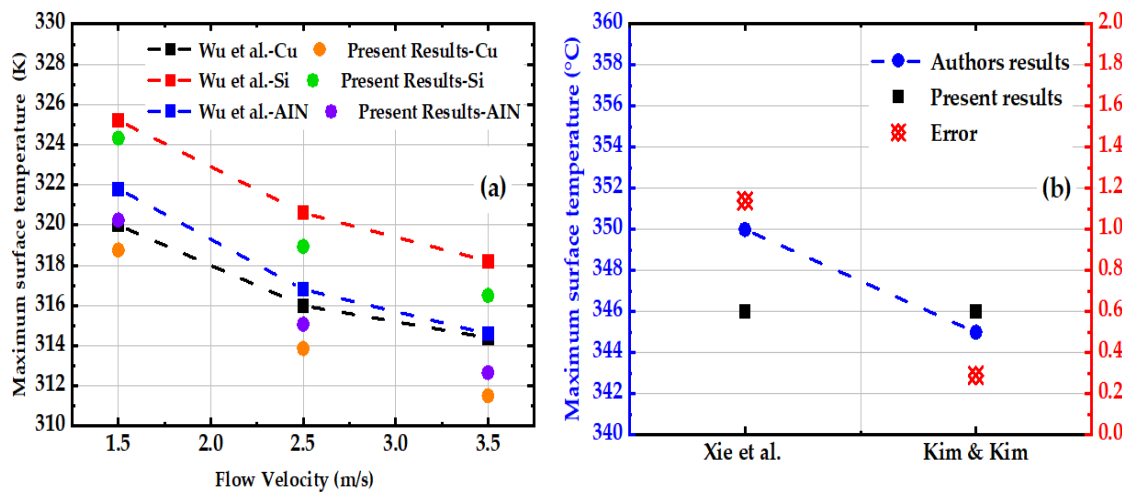 330
328
326
324
322
320
318
316
314
312
310
Maximum surface temperature (K)
Wu et al.-Cu Present Results-Cu
Wu et al.-Si Present Results-Si
Wu et al.-AIN Present Results-AIN
(a)
1.5 2.0 2.5 3.0 3.5
Flow Velocity (m/s)
360
358
356
354
352
350
348
346
344
342
340
Maximum surface temperature (°C)
Authors results
Present results
Error
(b)
Xie et al. Kim & Kim
2.0
1.8
1.6
1.4
1.2
1.0
0.8
0.6
0.4
0.2
0.0